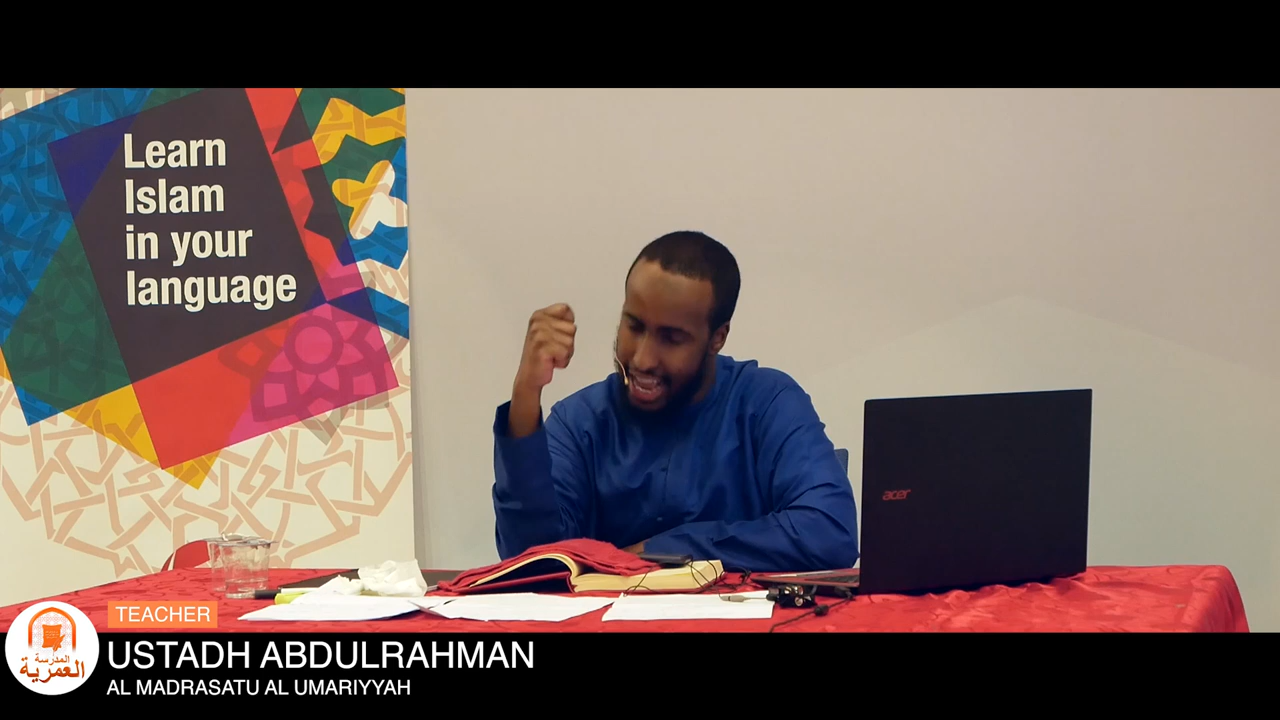 Learn
Islam
in your
language
acer
TEACHER
USTADH ABDULRAHMAN
AL MADRASATU AL UMARIYYAH
المدرسة
العمرية